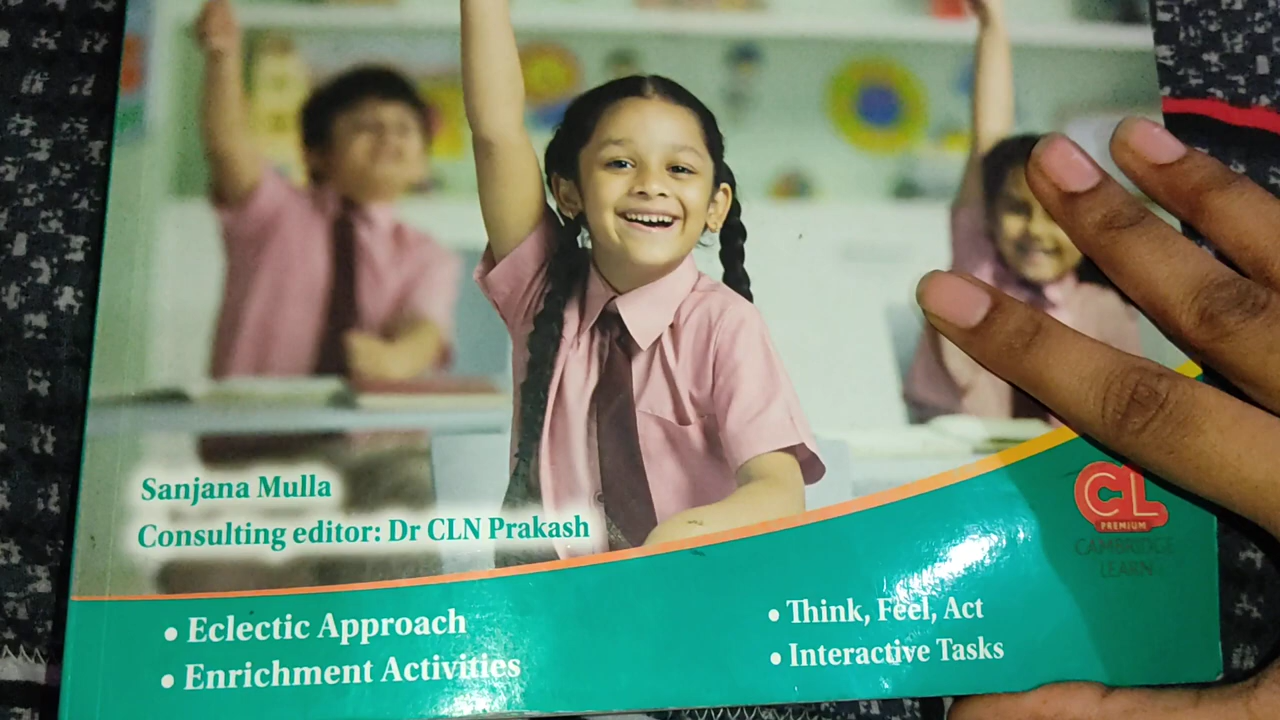 Sanjana Mulla
Consulting editor: Dr CLN Prakash
CL
PREMIUM
CAMBRIDGE
LEARN
• Eclectic Approach
• Enrichment Activities
• Think, Feel, Act
• Interactive Tasks